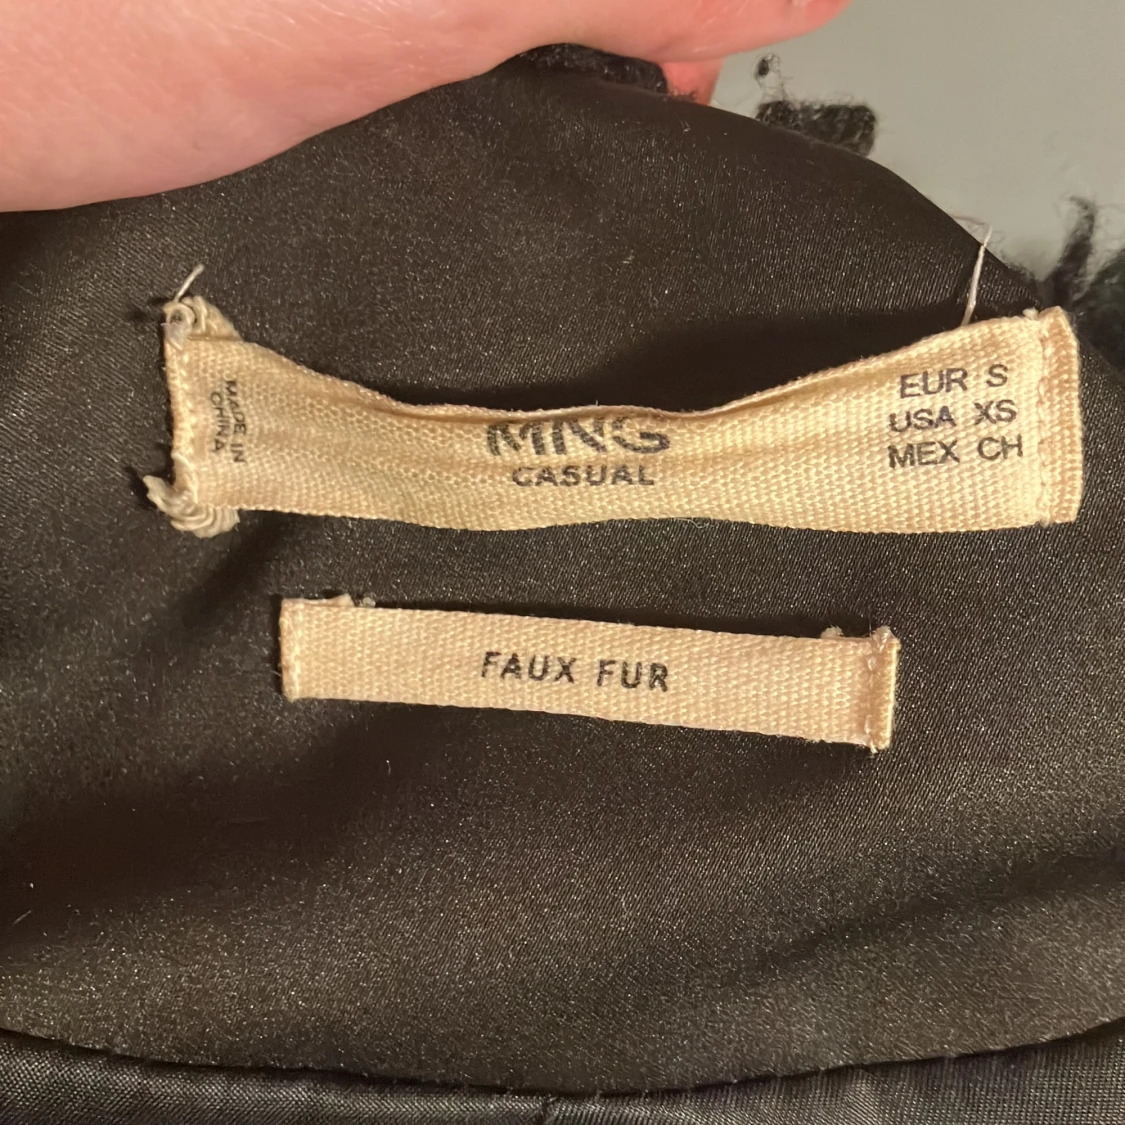 MADE IN
CHINA
MNG
CASUAL
EUR S
USA XS
MEX CH
FAUX FUR